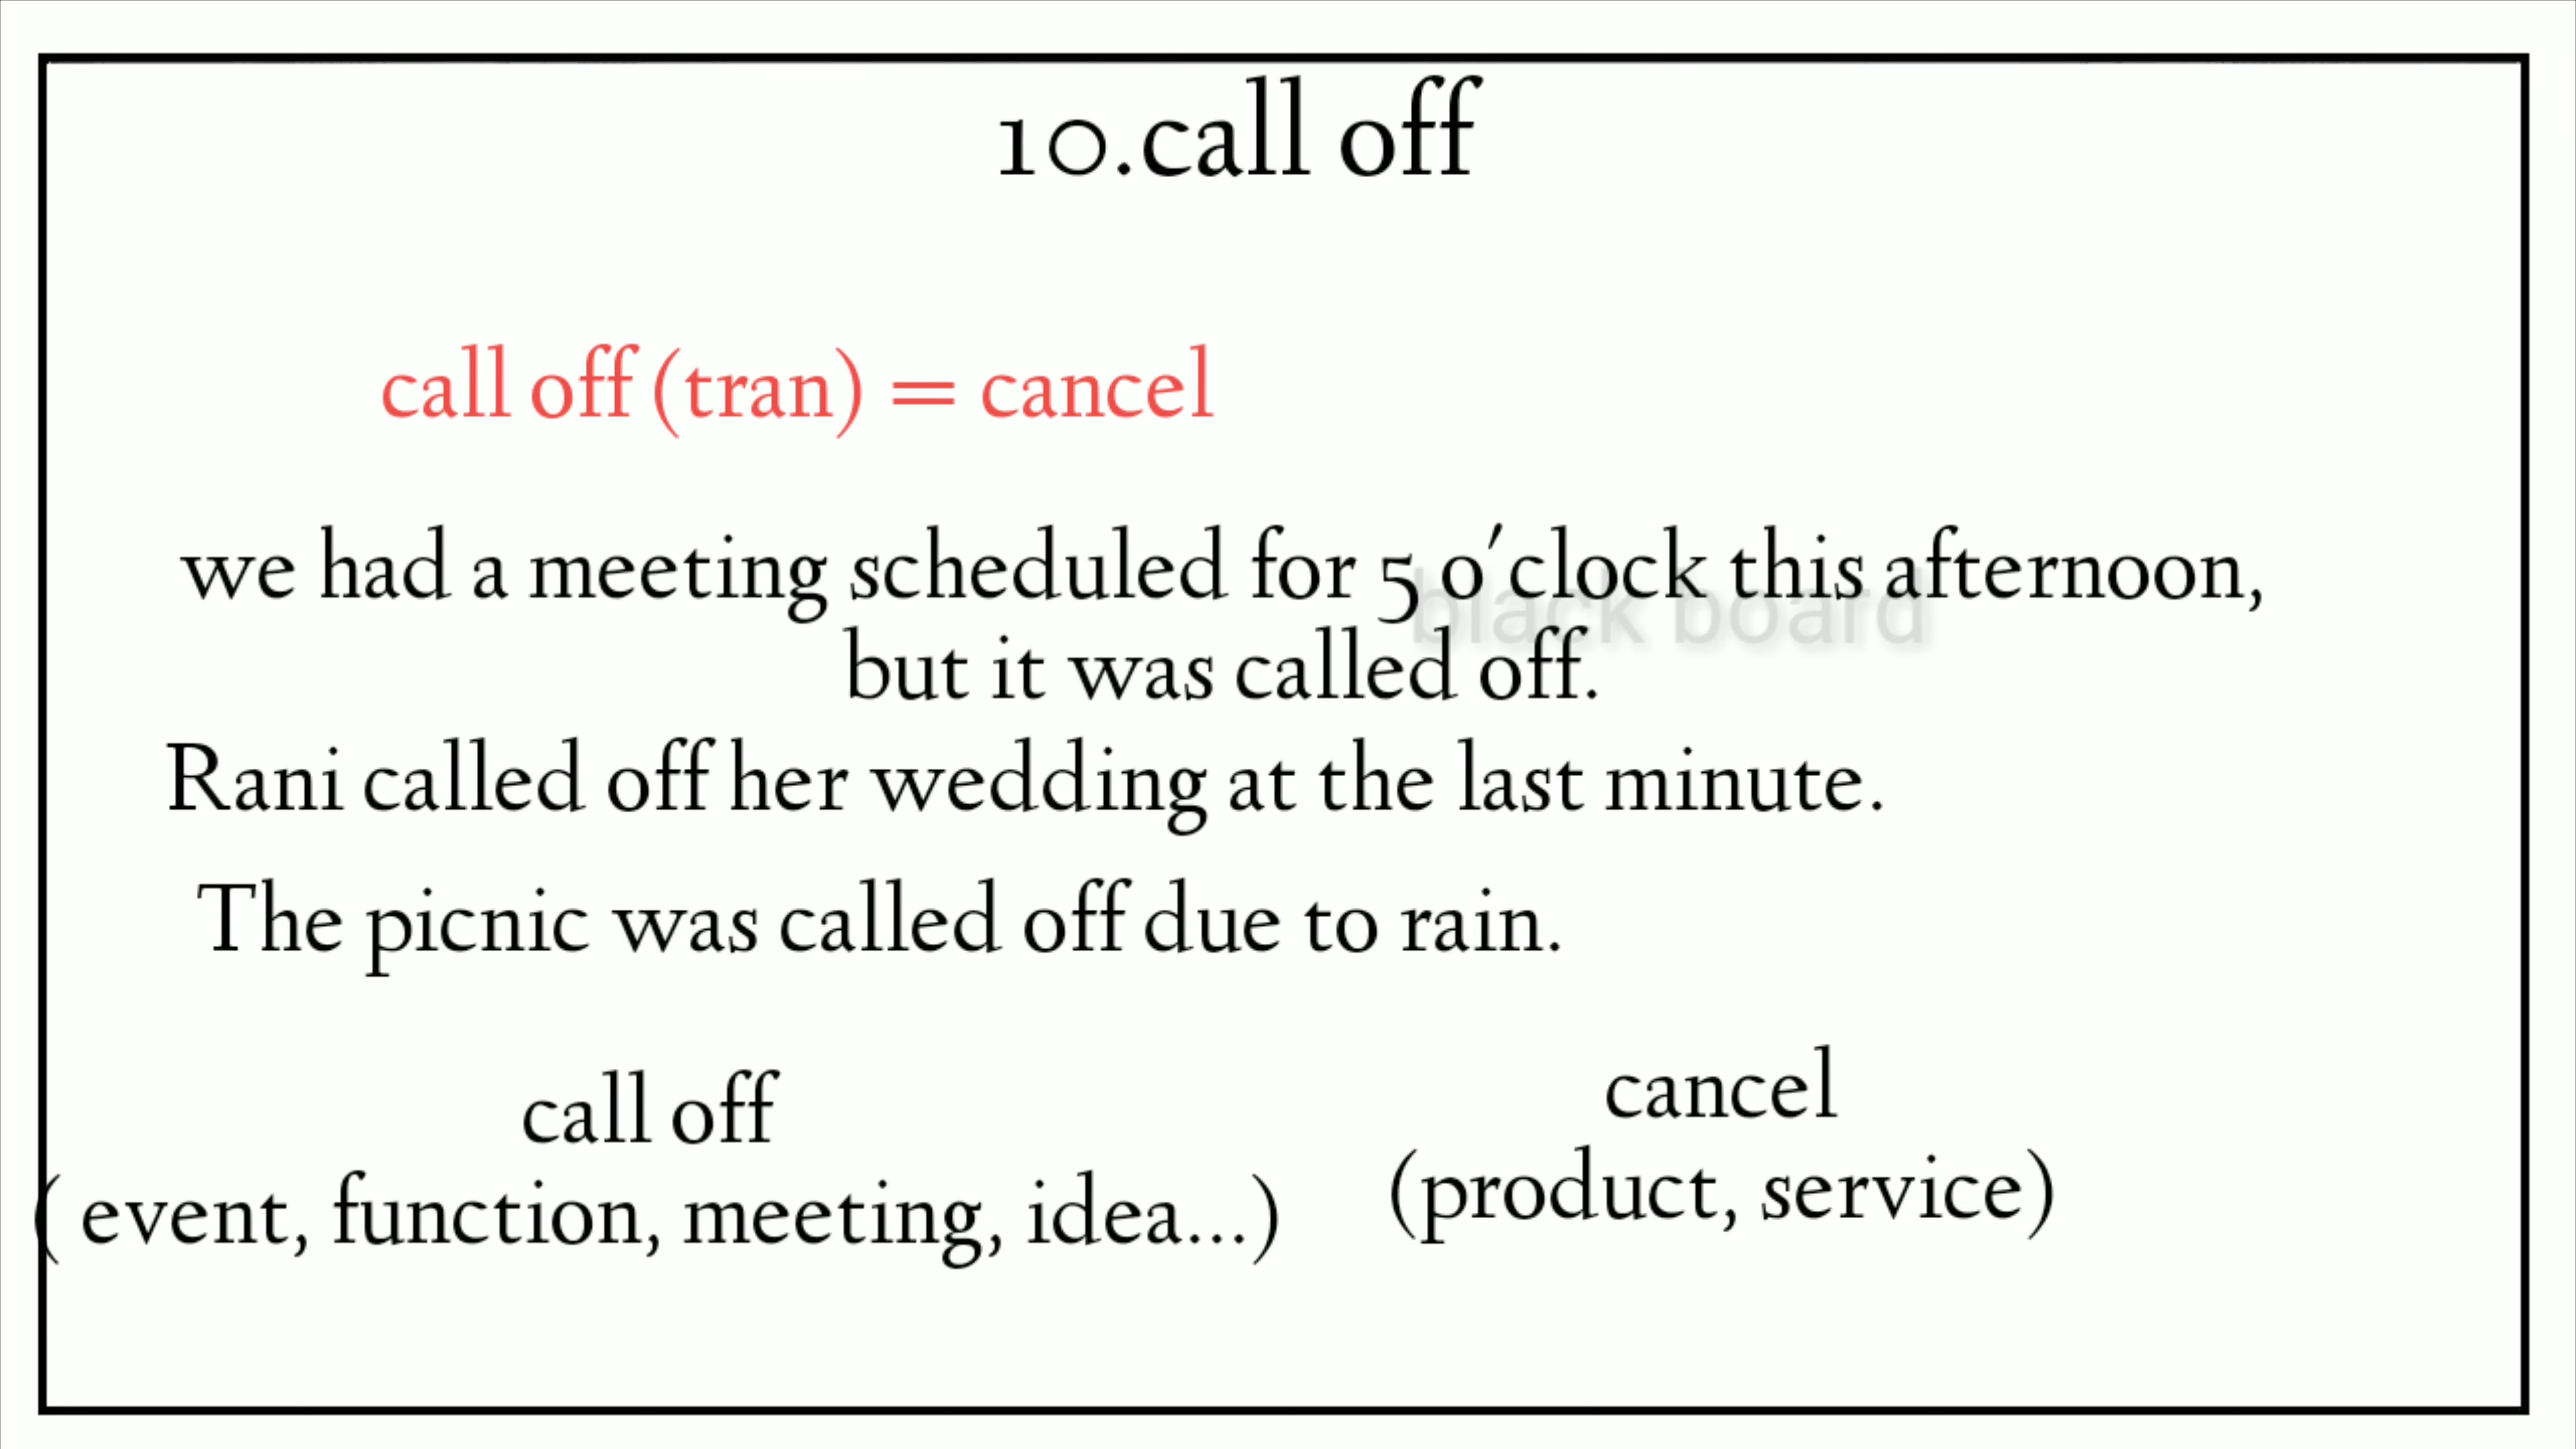 10.call off
call off (tran) = cancel
we had a meeting scheduled for 5 o'clock this afternoon,
black board
but it was called off.
Rani called off her wedding at the last minute.
The picnic was called off due to rain.
call off
( event, function, meeting, idea...)
cancel
(product, service)